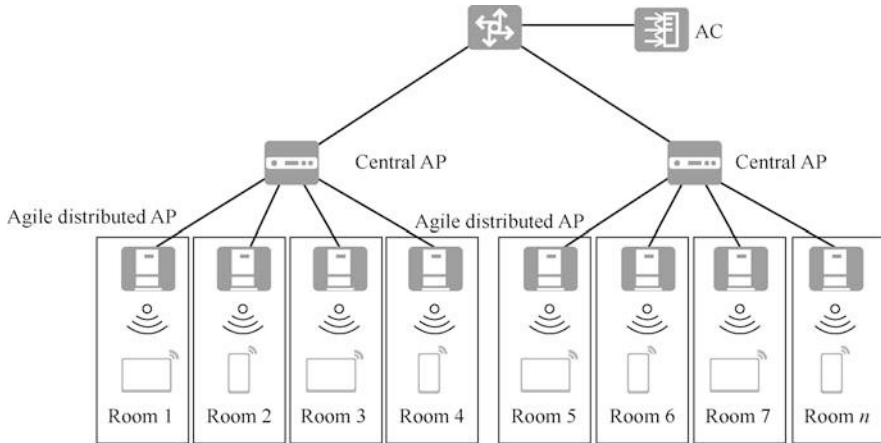 AC
Central AP
Central AP
Agile distributed AP
Agile distributed AP
Room 1
Room 2
Room 3
Room 4
Room 5
Room 6
Room 7
Room n